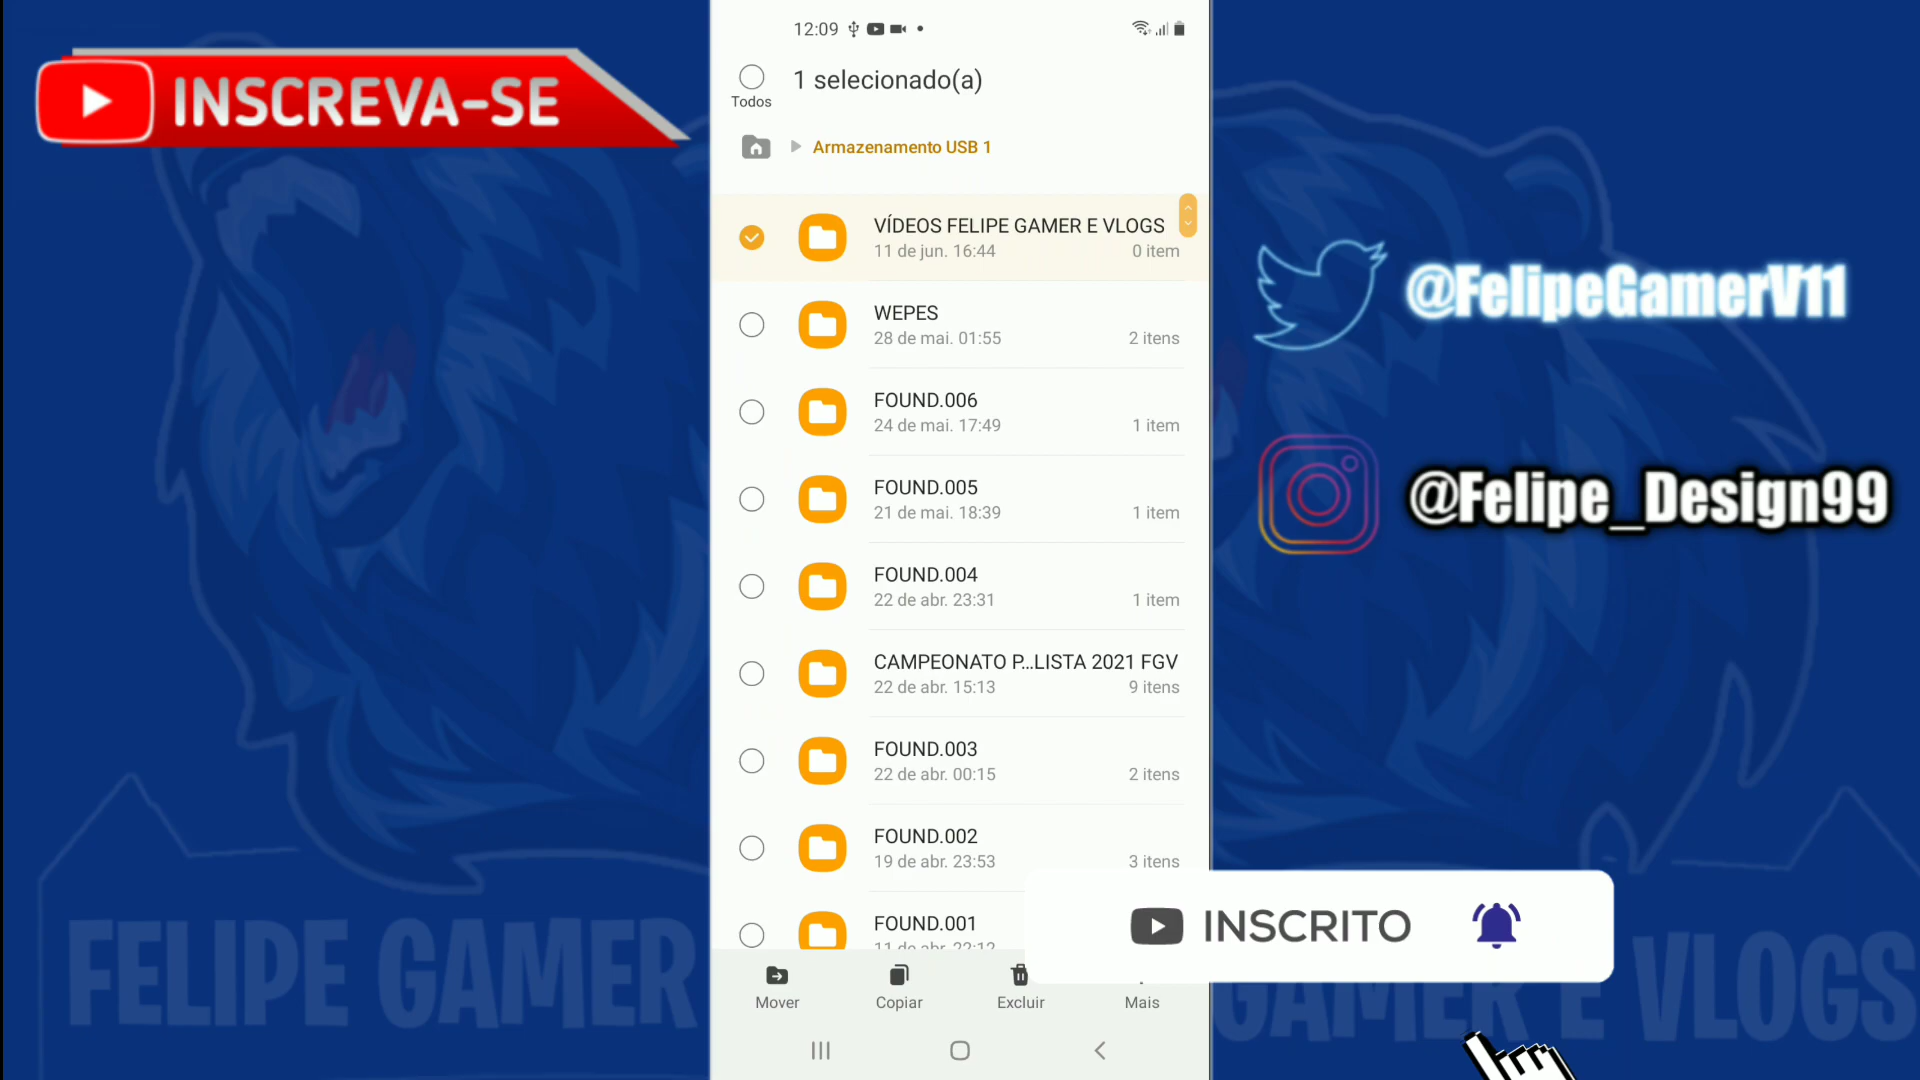 INSCREVA-SE
12:09
Todos
1 selecionado(a)
Armazenamento USB 1
VÍDEOS FELIPE GAMER E VLOGS
11 de jun. 16:44
0 item
WEPES
28 de mai. 01:55
2 itens
FOUND.006
24 de mai. 17:49
1 item
FOUND.005
21 de mai. 18:39
1 item
FOUND.004
22 de abr. 23:31
1 item
CAMPEONATO P...LISTA 2021 FGV
22 de abr. 15:13
9 itens
FOUND.003
22 de abr. 00:15
2 itens
FOUND.002
19 de abr. 23:53
3 itens
FOUND.001
11 de abr. 22:12
Mover
Copiar
Excluir
Mais
@FelipeGamerV11
@Felipe_Design99
INSCRITO
FELIPE GAMER
GAMER E VLOGS